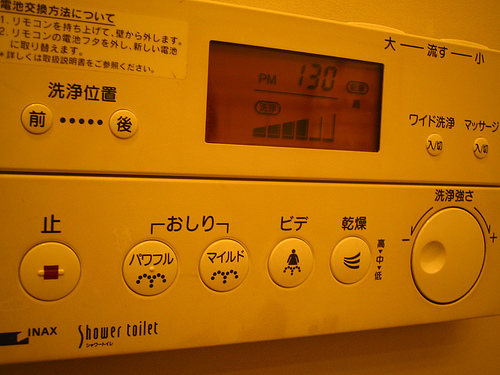 電池交換方法について
1. リモコンを持ち上げて、壁から外します。
2. リモコンの電池フタを外し、新しい電池
に取り替えます。
*詳しくは取扱説明書をご参照ください。
大 流す 小
PM 130
洗浄位置
前 後
ワイド洗浄 マッサージ
入/切 入/切
洗浄強さ
止 おしり ビデ 乾燥
パワフル マイルド
高
中
低
- +
INAX Shower toilet
シャワートイレ